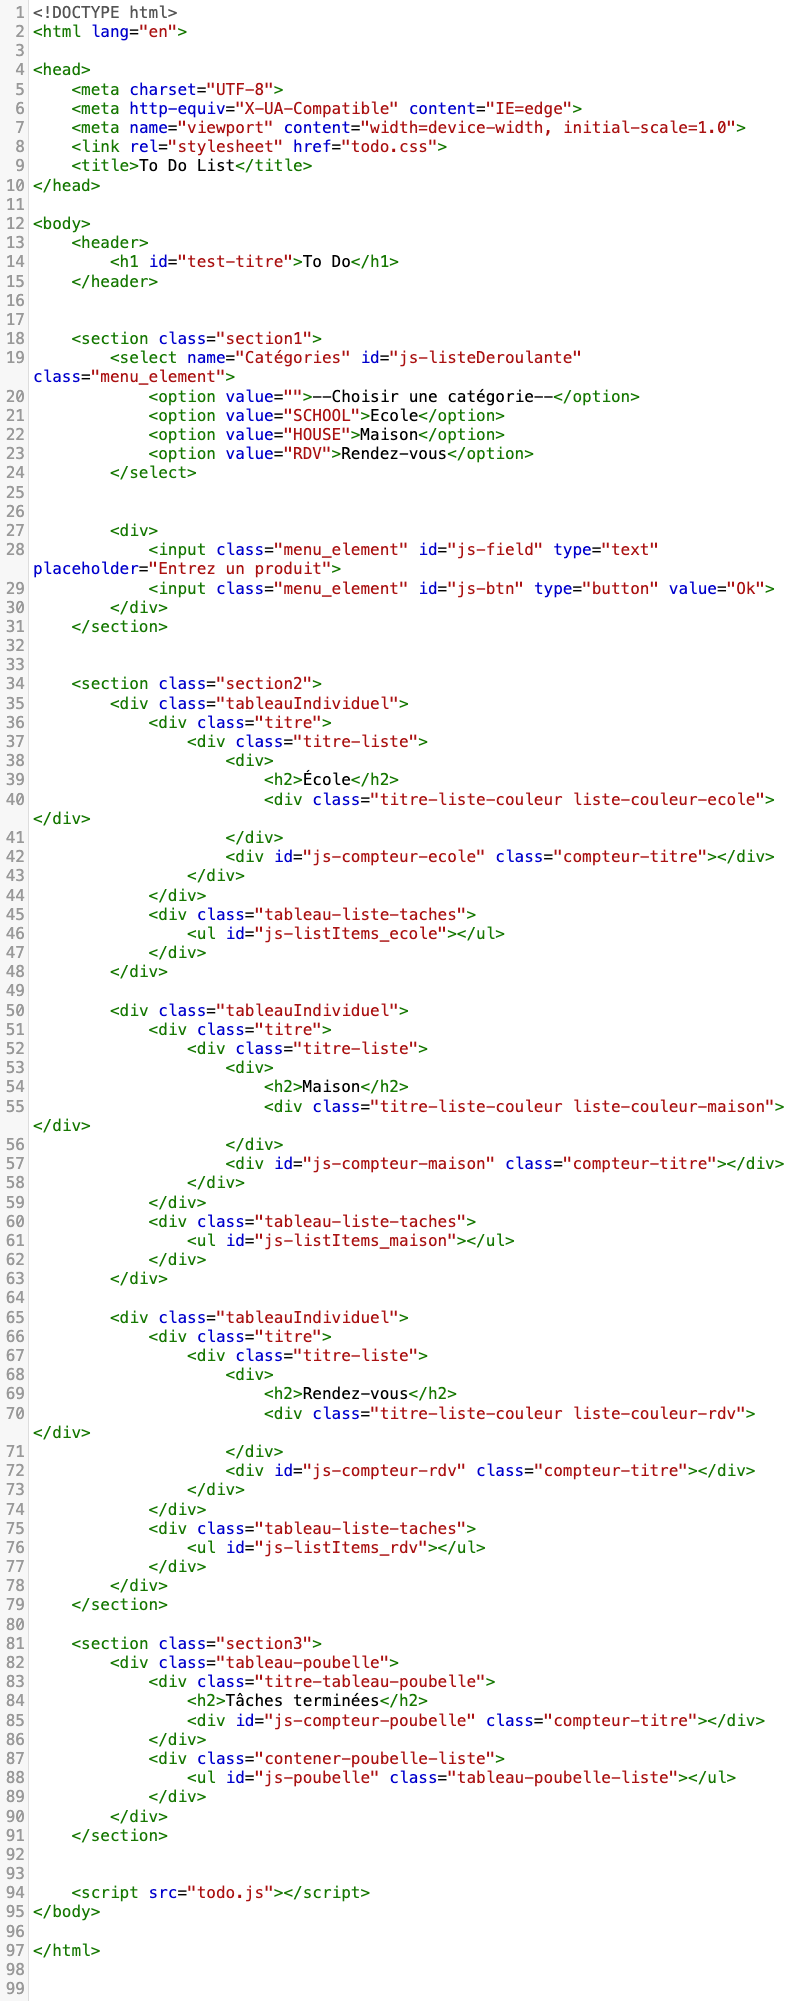 1 <!DOCTYPE html>
2 <html lang="en">
3
4 <head>
5     <meta charset="UTF-8">
6     <meta http-equiv="X-UA-Compatible" content="IE=edge">
7     <meta name="viewport" content="width=device-width, initial-scale=1.0">
8     <link rel="stylesheet" href="todo.css">
9     <title>To Do List</title>
10 </head>
11
12 <body>
13     <header>
14         <h1 id="test-titre">To Do</h1>
15     </header>
16
17
18     <section class="section1">
19         <select name="Catégories" id="js-listeDeroulante"
class="menu_element">
20             <option value="">--Choisir une catégorie--</option>
21             <option value="SCHOOL">Ecole</option>
22             <option value="HOUSE">Maison</option>
23             <option value="RDV">Rendez-vous</option>
24         </select>
25
26
27         <div>
28             <input class="menu_element" id="js-field" type="text"
placeholder="Entrez un produit">
29             <input class="menu_element" id="js-btn" type="button" value="Ok">
30         </div>
31     </section>
32
33
34     <section class="section2">
35         <div class="tableauIndividuel">
36             <div class="titre">
37                 <div class="titre-liste">
38                     <div>
39                         <h2>École</h2>
40                         <div class="titre-liste-couleur liste-couleur-ecole">
</div>
41                     </div>
42                     <div id="js-compteur-ecole" class="compteur-titre"></div>
43                 </div>
44             </div>
45             <div class="tableau-liste-taches">
46                 <ul id="js-listItems_ecole"></ul>
47             </div>
48         </div>
49
50         <div class="tableauIndividuel">
51             <div class="titre">
52                 <div class="titre-liste">
53                     <div>
54                         <h2>Maison</h2>
55                         <div class="titre-liste-couleur liste-couleur-maison">
</div>
56                     </div>
57                     <div id="js-compteur-maison" class="compteur-titre"></div>
58                 </div>
59             </div>
60             <div class="tableau-liste-taches">
61                 <ul id="js-listItems_maison"></ul>
62             </div>
63         </div>
64
65         <div class="tableauIndividuel">
66             <div class="titre">
67                 <div class="titre-liste">
68                     <div>
69                         <h2>Rendez-vous</h2>
70                         <div class="titre-liste-couleur liste-couleur-rdv">
</div>
71                     </div>
72                     <div id="js-compteur-rdv" class="compteur-titre"></div>
73                 </div>
74             </div>
75             <div class="tableau-liste-taches">
76                 <ul id="js-listItems_rdv"></ul>
77             </div>
78         </div>
79     </section>
80
81     <section class="section3">
82         <div class="tableau-poubelle">
83             <div class="titre-tableau-poubelle">
84                 <h2>Tâches terminées</h2>
85                 <div id="js-compteur-poubelle" class="compteur-titre"></div>
86             </div>
87             <div class="contener-poubelle-liste">
88                 <ul id="js-poubelle" class="tableau-poubelle-liste"></ul>
89             </div>
90         </div>
91     </section>
92
93
94     <script src="todo.js"></script>
95 </body>
96
97 </html>
98
99